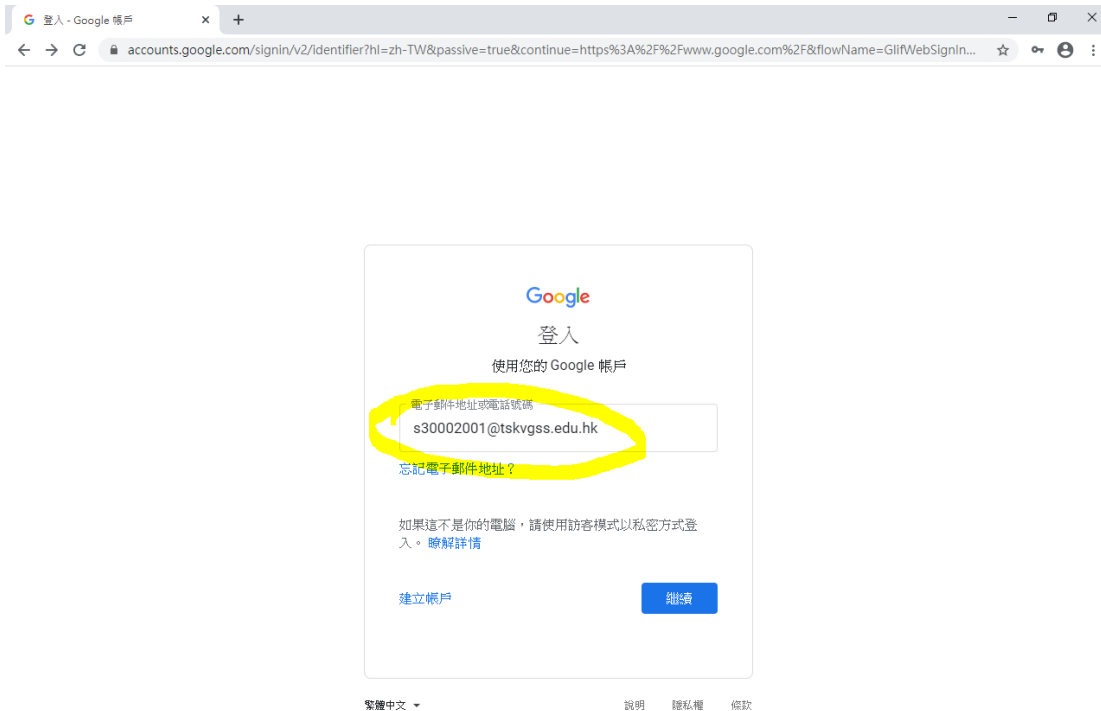 登入 - Google 帳戶
accounts.google.com/signin/v2/identifier?hl=zh-TW&passive=true&continue=https%3A%2F%2Fwww.google.com%2F&flowName=GlifWebSignIn...
Google
登入
使用您的 Google 帳戶
電子郵件地址或電話號碼
s30002001@tskvgss.edu.hk
忘記電子郵件地址？
如果這不是你的電腦，請使用訪客模式以私密方式登
入。 瞭解詳情
建立帳戶
繼續
繁體中文
說明 隱私權 條款